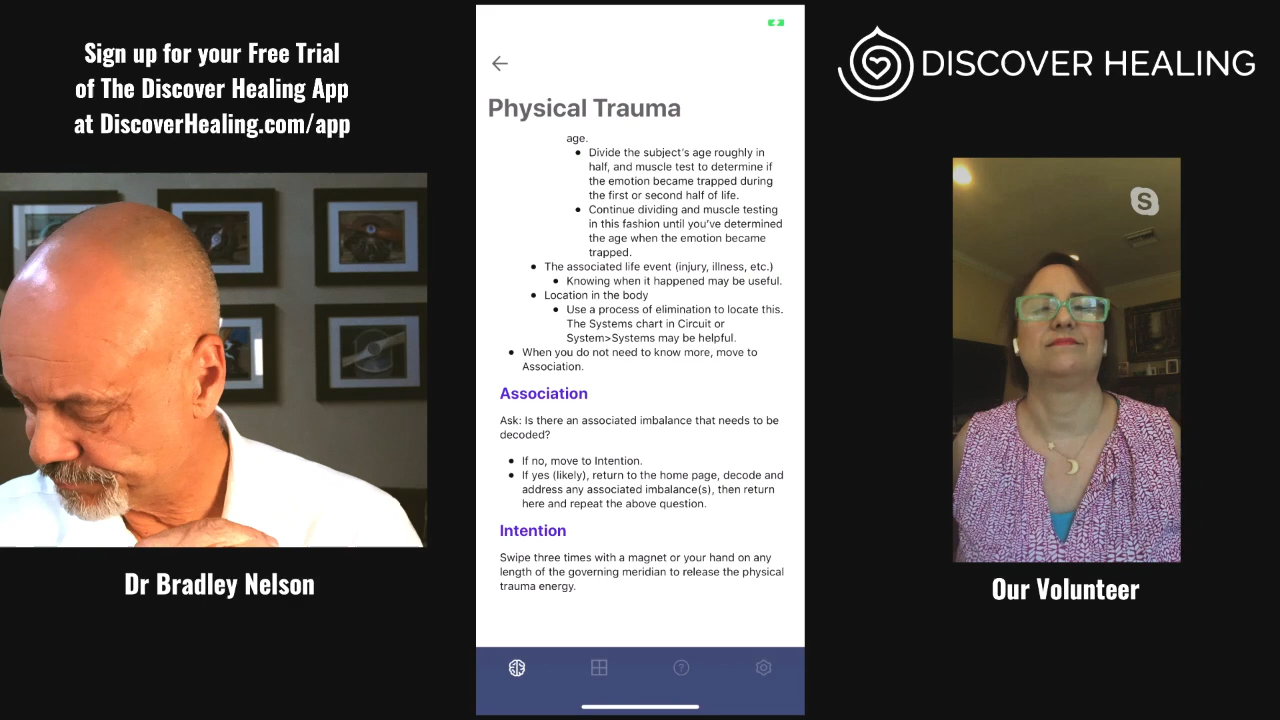 Sign up for your Free Trial
of The Discover Healing App
at DiscoverHealing.com/app
Dr Bradley Nelson
Physical Trauma
age.
• Divide the subject's age roughly in
half, and muscle test to determine if
the emotion became trapped during
the first or second half of life.
• Continue dividing and muscle testing
in this fashion until you've determined
the age when the emotion became
trapped.
• The associated life event (injury, illness, etc.)
• Knowing when it happened may be useful.
• Location in the body
• Use a process of elimination to locate this.
The Systems chart in Circuit or
System>Systems may be helpful.
• When you do not need to know more, move to
Association.
Association
Ask: Is there an associated imbalance that needs to be
decoded?
• If no, move to Intention.
• If yes (likely), return to the home page, decode and
address any associated imbalance(s), then return
here and repeat the above question.
Intention
Swipe three times with a magnet or your hand on any
length of the governing meridian to release the physical
trauma energy.
DISCOVER HEALING
S
Our Volunteer